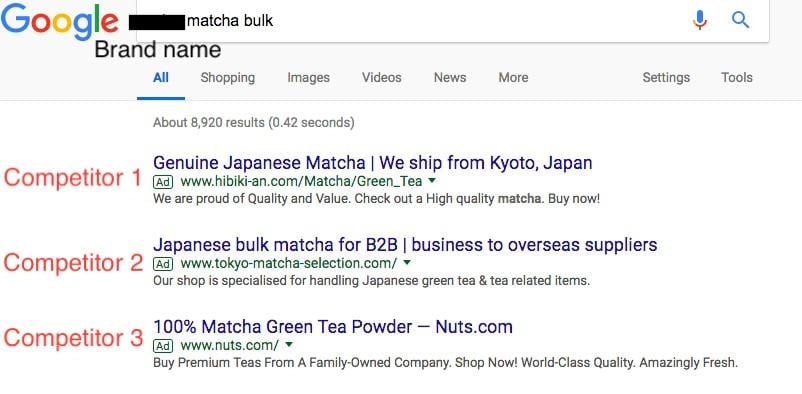 Google matcha bulk
Brand name
All Shopping Images Videos News More Settings Tools
About 8,920 results (0.42 seconds)
Genuine Japanese Matcha | We ship from Kyoto, Japan
Competitor 1 Ad www.hibiki-an.com/Matcha/Green_Tea
We are proud of Quality and Value. Check out a High quality matcha. Buy now!
Japanese bulk matcha for B2B | business to overseas suppliers
Competitor 2 Ad www.tokyo-matcha-selection.com/
Our shop is specialised for handling Japanese green tea & tea related items.
100% Matcha Green Tea Powder — Nuts.com
Competitor 3 Ad www.nuts.com/
Buy Premium Teas From A Family-Owned Company. Shop Now! World-Class Quality. Amazingly Fresh.